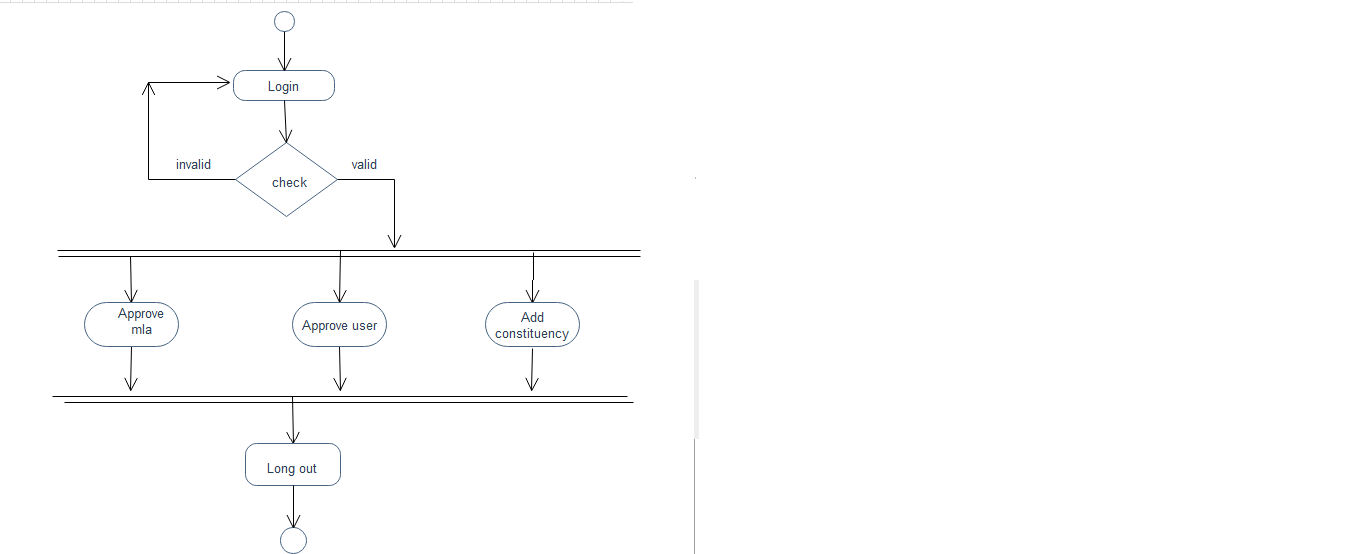 Login
invalid
valid
check
Approve
mla
Approve user
Add
constituency
Long out